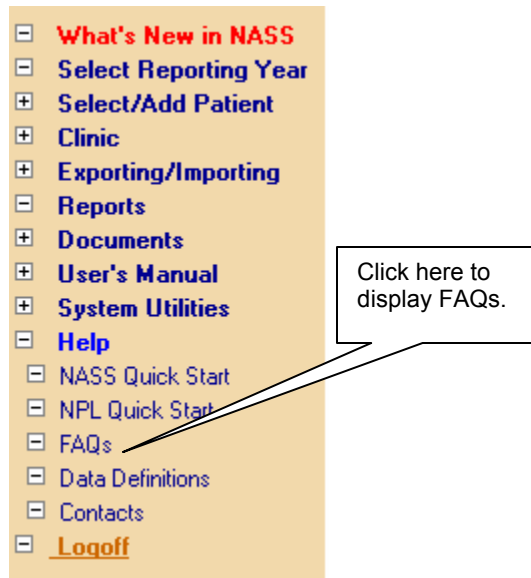 What's New in NASS
Select Reporting Year
Select/Add Patient
Clinic
Exporting/Importing
Reports
Documents
User's Manual
System Utilities
Help
NASS Quick Start
NPL Quick Start
FAQs
Data Definitions
Contacts
Logoff
Click here to
display FAQs.